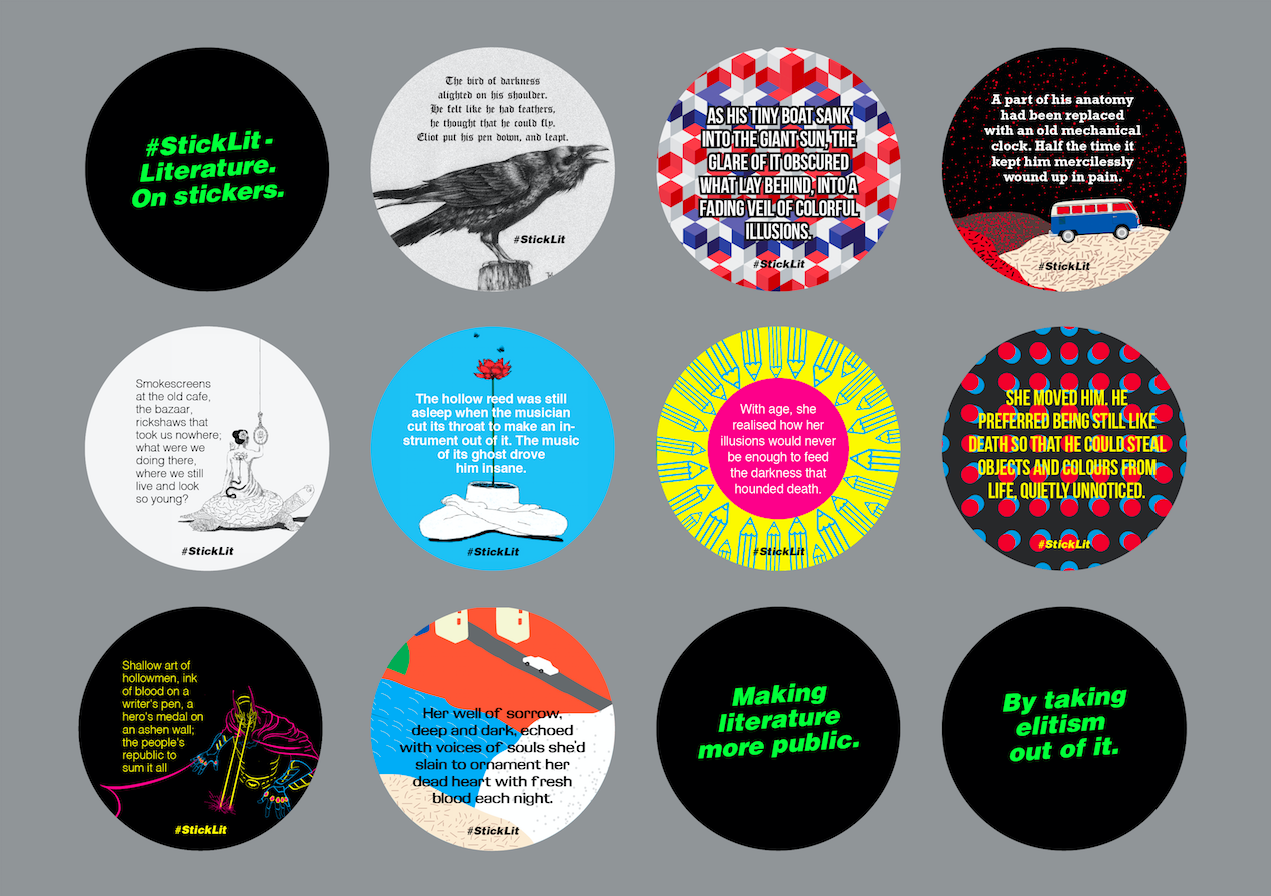 #StickLit -
Literature.
On stickers.
The bird of darkness
alighted on his shoulder.
He felt like he had feathers,
he thought that he could fly.
Eliot put his pen down, and leapt.
#StickLit
AS HIS TINY BOAT SANK
INTO THE GIANT SUN, THE
GLARE OF IT OBSCURED
WHAT LAY BEHIND, INTO A
FADING VEIL OF COLORFUL
ILLUSIONS.
#StickLit
A part of his anatomy
had been replaced
with an old mechanical
clock. Half the time it
kept him mercilessly
wound up in pain.
#StickLit
Smokescreens
at the old cafe,
the bazaar,
rickshaws that
took us nowhere;
what were we
doing there,
where we still
live and look
so young?
#StickLit
The hollow reed was still
asleep when the musician
cut its throat to make an in-
strument out of it. The music
of its ghost drove
him insane.
#StickLit
With age, she
realised how her
illusions would never
be enough to feed
the darkness that
hounded death.
#StickLit
SHE MOVED HIM. HE
PREFERRED BEING STILL LIKE
DEATH SO THAT HE COULD STEAL
OBJECTS AND COLOURS FROM
LIFE, QUIETLY UNNOTICED.
#StickLit
Shallow art of
hollowmen, ink
of blood on a
writer's pen, a
hero's medal on
an ashen wall;
the people's
republic to
sum it all
#StickLit
Her well of sorrow,
deep and dark, echoed
with voices of souls she'd
slain to ornament her
dead heart with fresh
blood each night.
#StickLit
Making
literature
more public.
By taking
elitism
out of it.